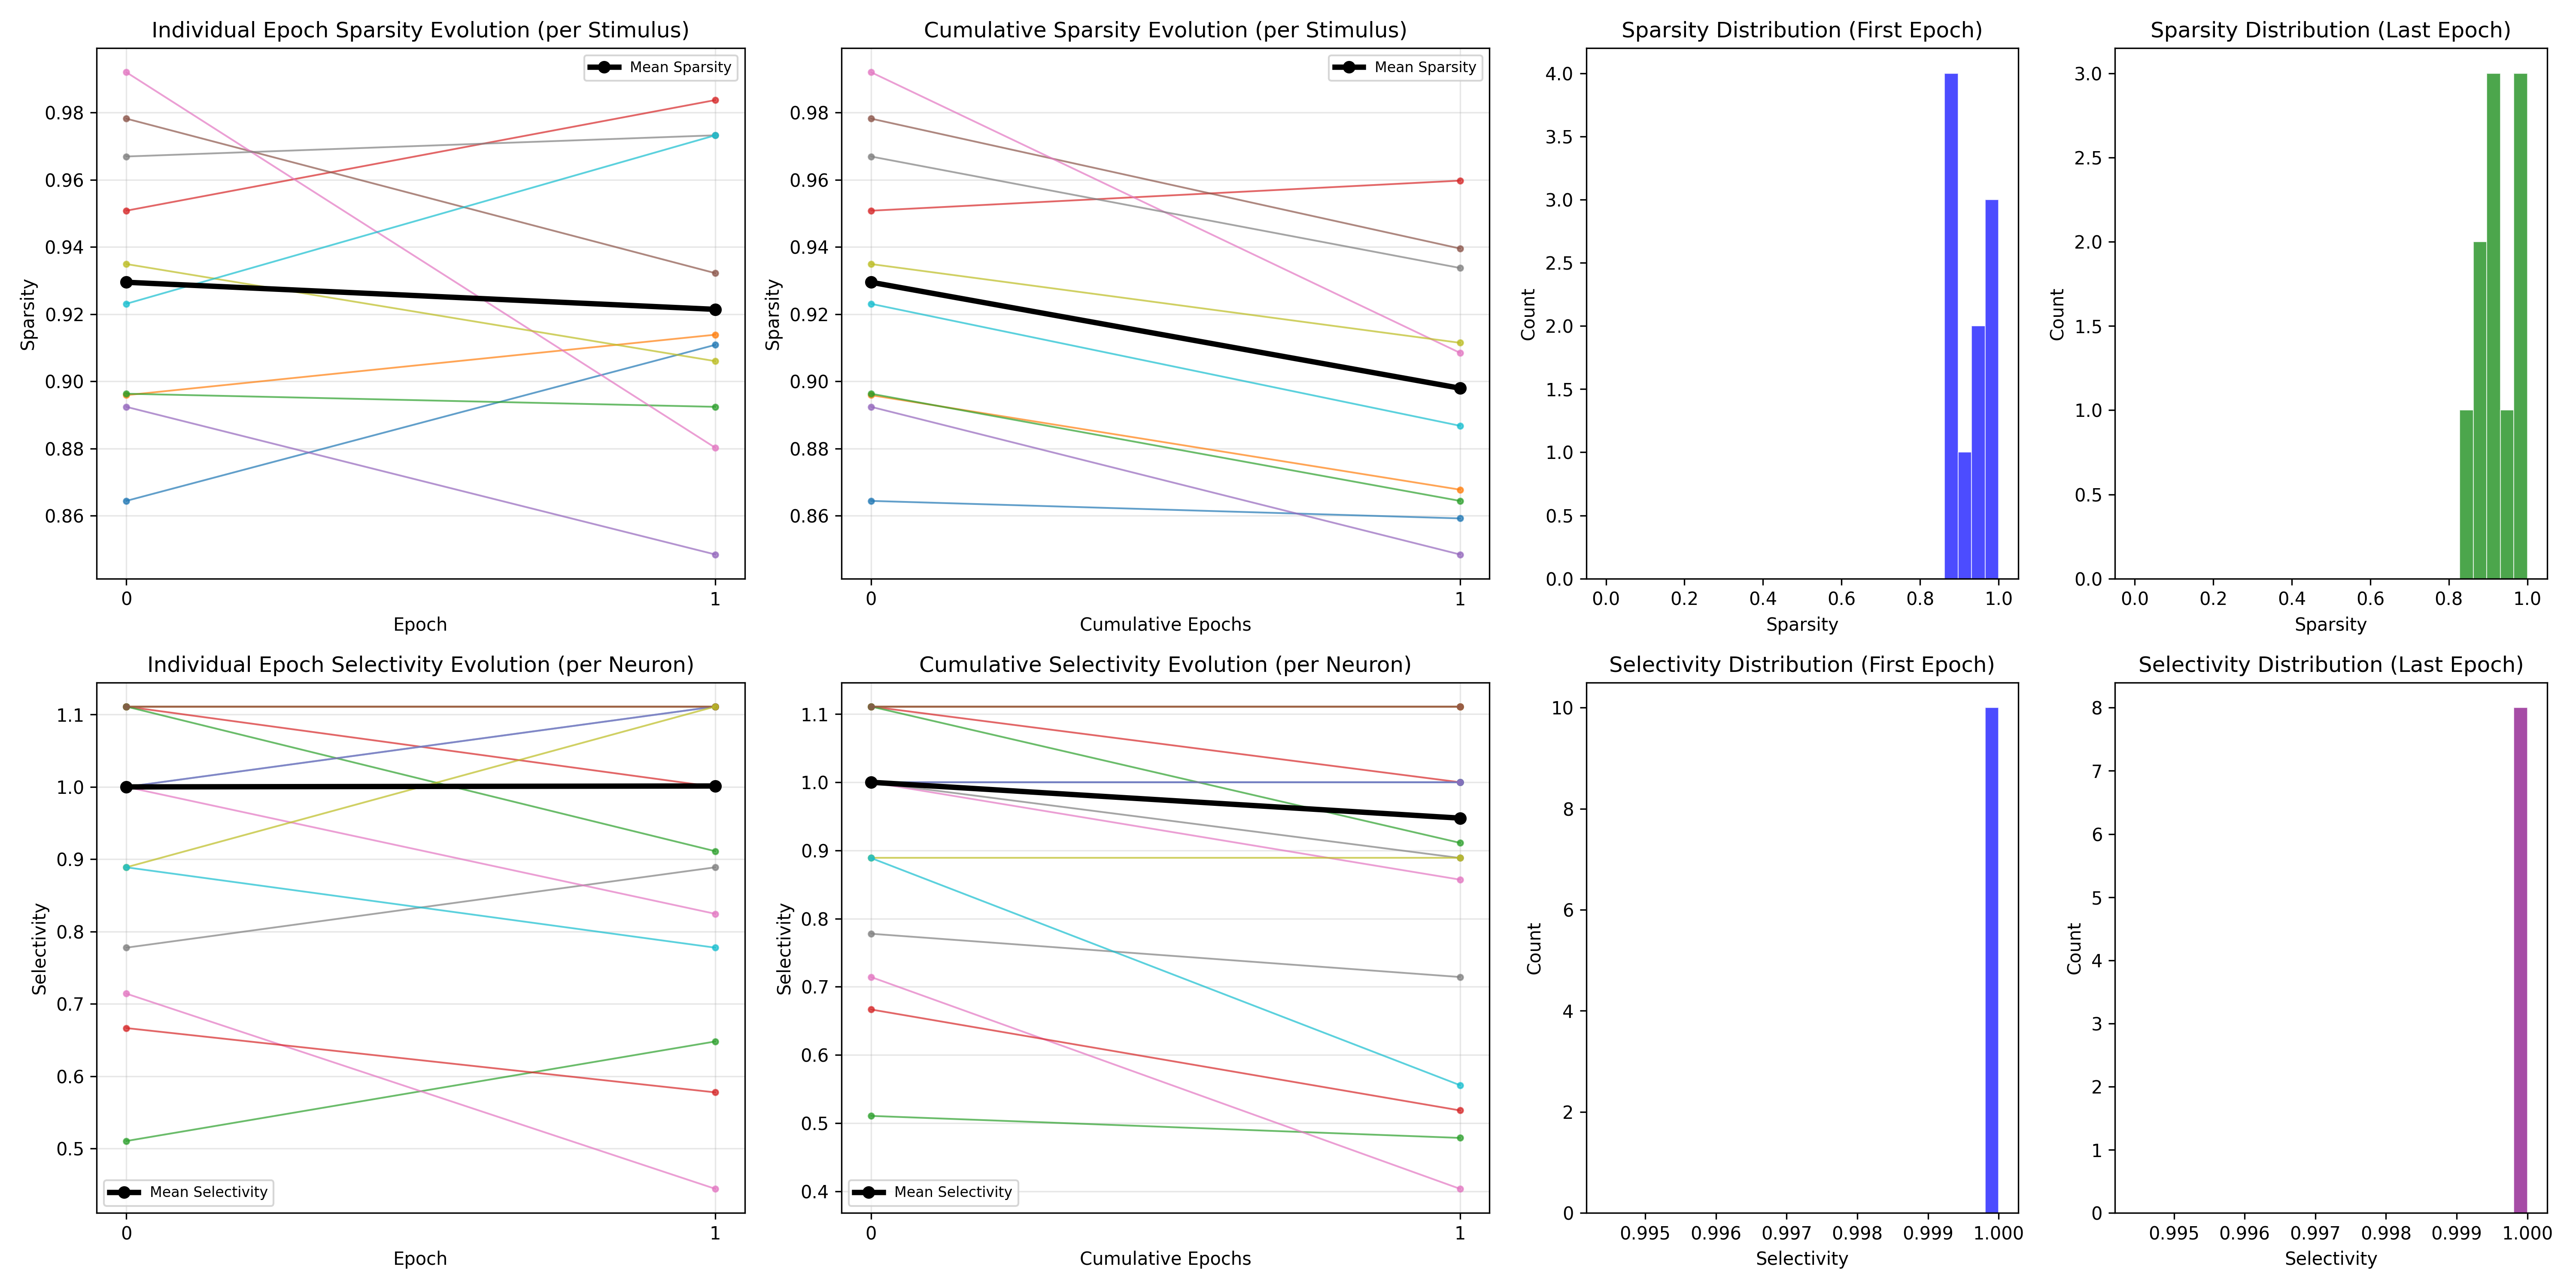 Individual Epoch Sparsity Evolution (per Stimulus)
Mean Sparsity
0.98
0.96
0.94
0.92
0.90
0.88
0.86
Sparsity
0 1
Epoch
Cumulative Sparsity Evolution (per Stimulus)
Mean Sparsity
0.98
0.96
0.94
0.92
0.90
0.88
0.86
Sparsity
0 1
Cumulative Epochs
Sparsity Distribution (First Epoch)
4.0
3.5
3.0
2.5
2.0
1.5
1.0
0.5
0.0
Count
0.0 0.2 0.4 0.6 0.8 1.0
Sparsity
Sparsity Distribution (Last Epoch)
3.0
2.5
2.0
1.5
1.0
0.5
0.0
Count
0.0 0.2 0.4 0.6 0.8 1.0
Sparsity
Individual Epoch Selectivity Evolution (per Neuron)
1.1
1.0
0.9
0.8
0.7
0.6
0.5
Selectivity
Mean Selectivity
0 1
Epoch
Cumulative Selectivity Evolution (per Neuron)
1.1
1.0
0.9
0.8
0.7
0.6
0.5
0.4
Selectivity
Mean Selectivity
0 1
Cumulative Epochs
Selectivity Distribution (First Epoch)
10
8
6
4
2
0
Count
0.995 0.996 0.997 0.998 0.999 1.000
Selectivity
Selectivity Distribution (Last Epoch)
8
7
6
5
4
3
2
1
0
Count
0.995 0.996 0.997 0.998 0.999 1.000
Selectivity